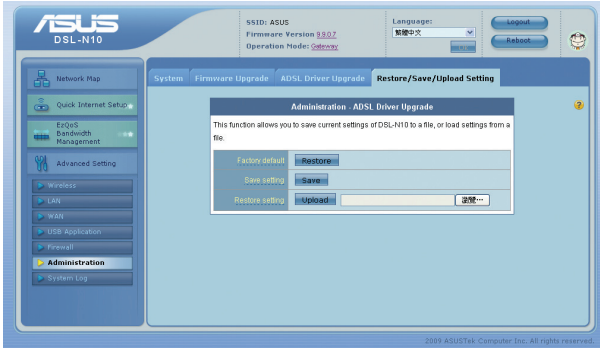 ASUS
DSL-N10
SSID: ASUS
Firmware Version 9.9.0.7
Operation Mode: Gateway
Language:
繁體中文
Logout
Reboot
Network Map
Quick Internet Setup
EzQoS
Bandwidth
Management
Advanced Setting
Wireless
LAN
WAN
USB Application
Firewall
Administration
System Log
System Firmware Upgrade ADSL Driver Upgrade Restore/Save/Upload Setting
Administration - ADSL Driver Upgrade
This function allows you to save current settings of DSL-N10 to a file, or load settings from a
file.
Factory default Restore
Save setting Save
Restore setting Upload 瀏覽…
2009 ASUSTek Computer Inc. All rights reserved.